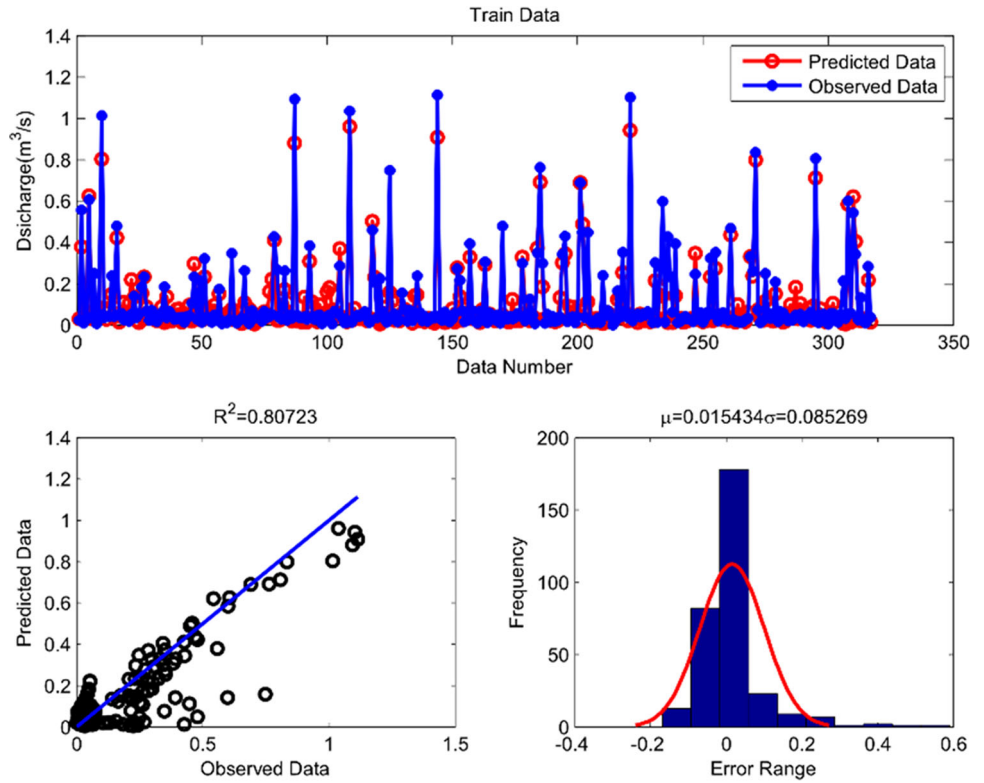 Train Data
1.4
1.2
1
0.8
0.6
0.4
0.2
0
Dsicharge(m³/s)
Predicted Data
Observed Data
0 50 100 150 200 250 300 350
Data Number
R²=0.80723
1.4
1.2
1
0.8
0.6
0.4
0.2
0
Predicted Data
0 0.5 1 1.5
Observed Data
μ=0.015434σ=0.085269
200
150
100
50
0
Frequency
-0.4 -0.2 0 0.2 0.4 0.6
Error Range